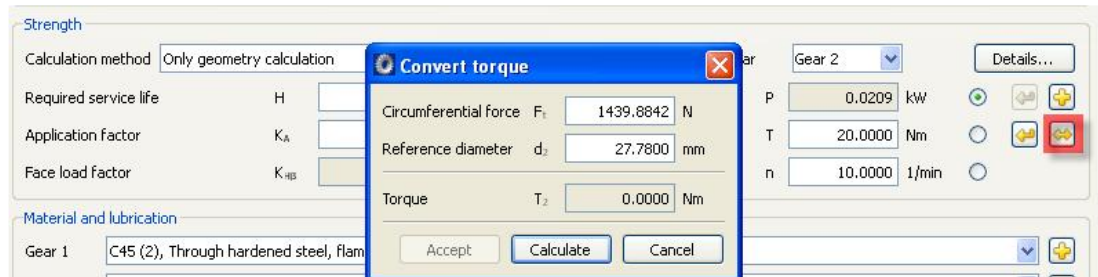 Strength
Calculation method Only geometry calculation ar Gear 2 Details...
Convert torque
Required service life H P 0.0209 kW
Circumferential force Fₜ 1439.8842 N
Application factor K_A T 20.0000 Nm
Reference diameter d₂ 27.7800 mm
Face load factor K_Hβ n 10.0000 1/min
Torque T₂ 0.0000 Nm
Material and lubrication
Accept Calculate Cancel
Gear 1 C45 (2), Through hardened steel, flam